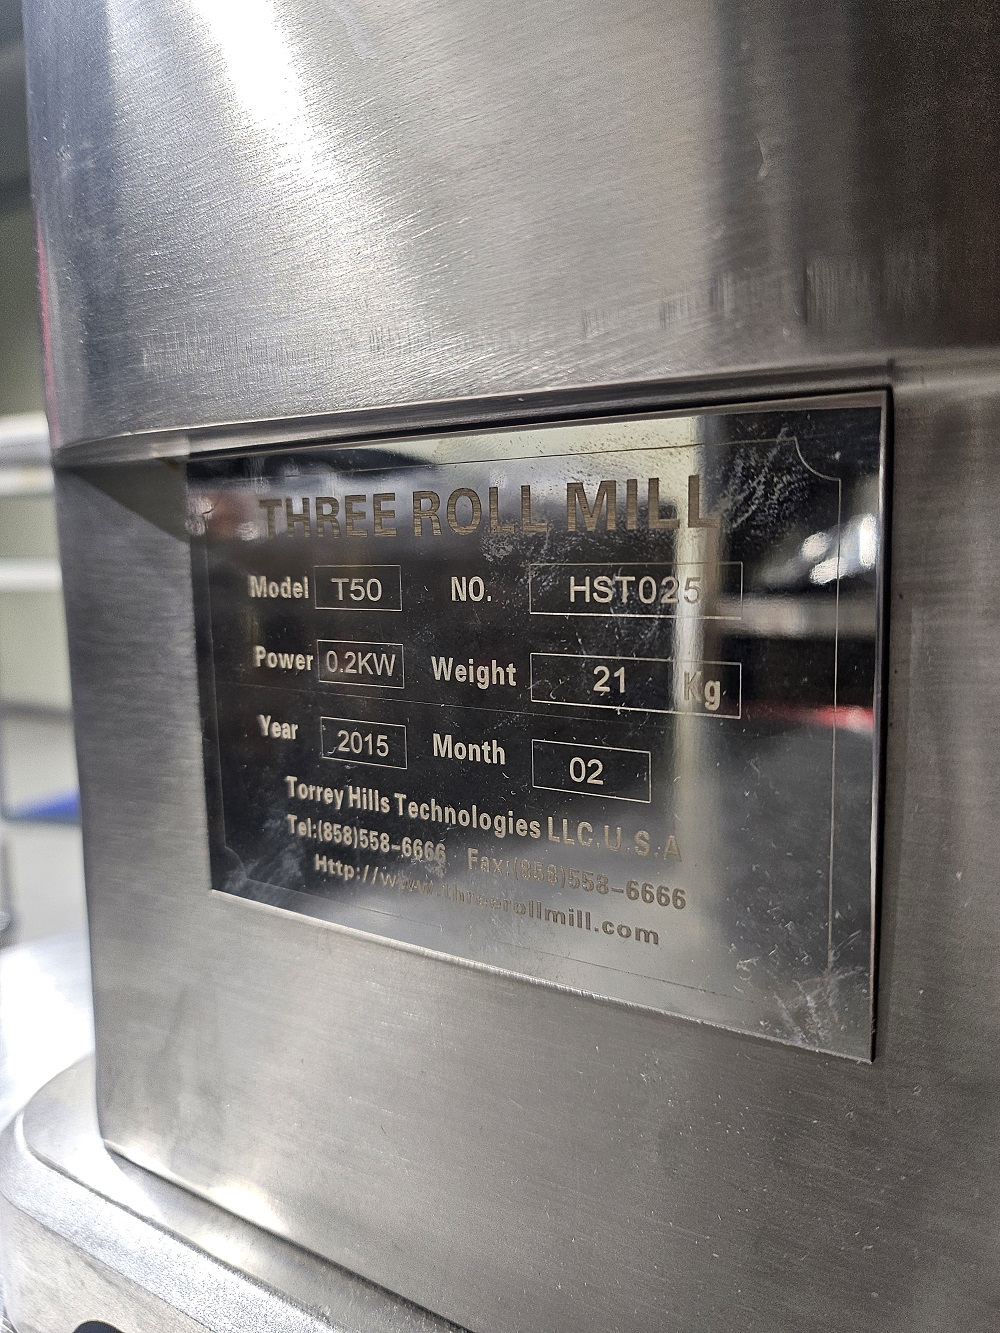 THREE ROLL MILL
Model T50 NO. HST025
Power 0.2KW Weight 21 Kg
Year 2015 Month 02
Torrey Hills Technologies LLC.U.S.A
Tel:(858)558-6666 Fax:(858)558-6666
Http://www.threerollmill.com